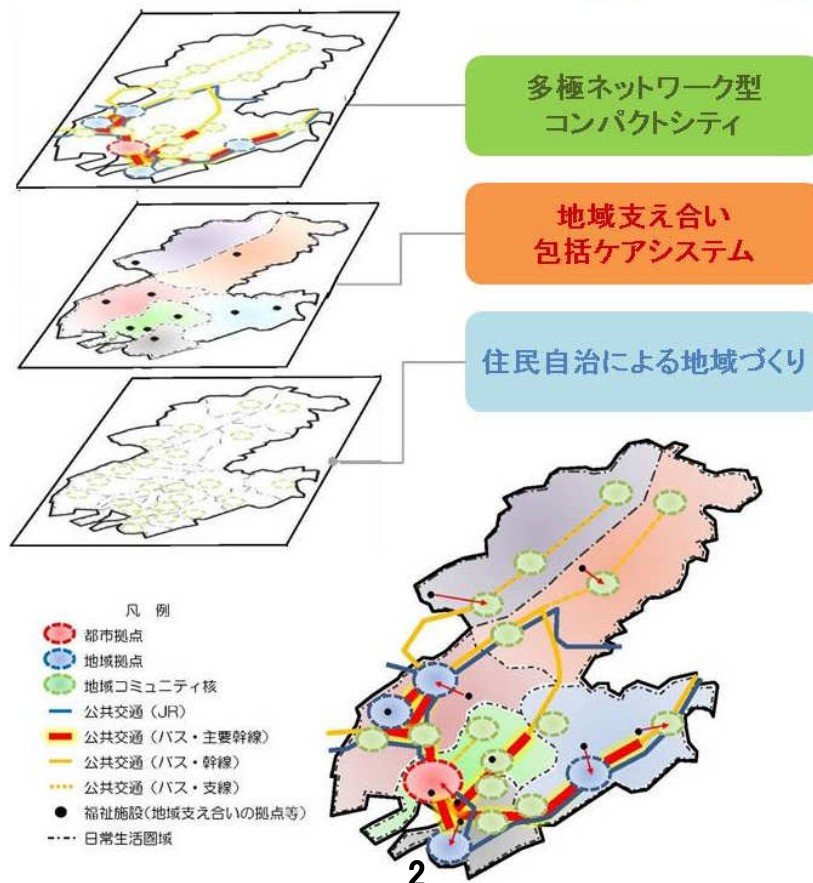 多極ネットワーク型
コンパクトシティ
地域支え合い
包括ケアシステム
住民自治による地域づくり
凡 例
都市拠点
地域拠点
地域コミュニティ核
公共交通（JR）
公共交通（バス・主要幹線）
公共交通（バス・幹線）
公共交通（バス・支線）
福祉施設（地域支え合いの拠点等）
日常生活圏域
2